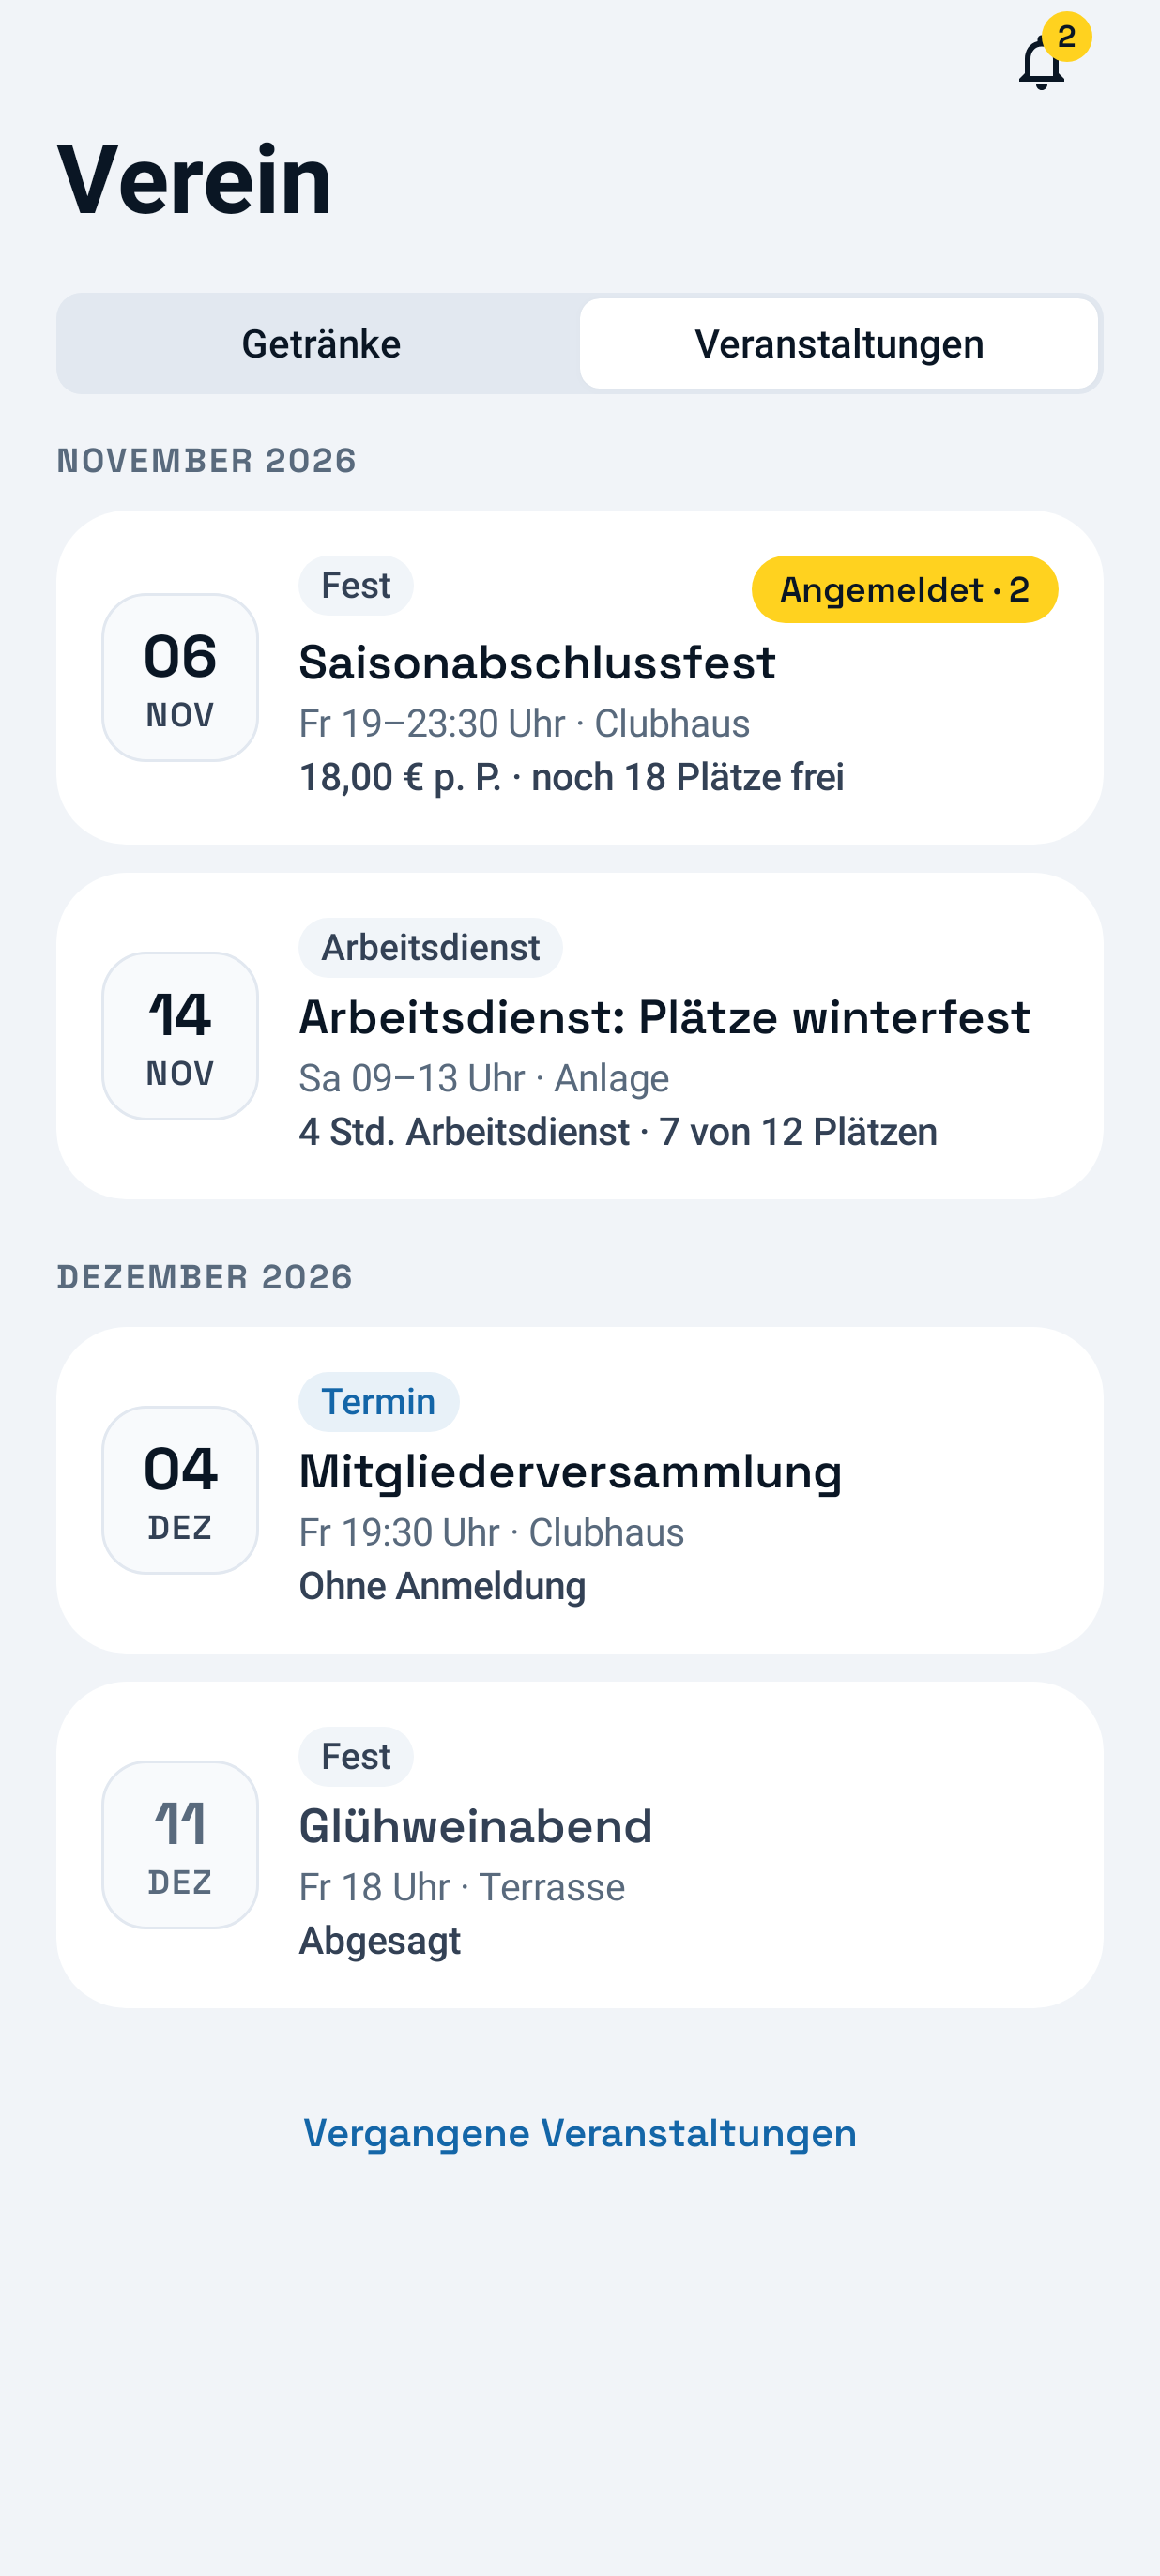 2
Verein
Getränke
Veranstaltungen
NOVEMBER 2026
Fest
Angemeldet · 2
06
NOV
Saisonabschlussfest
Fr 19–23:30 Uhr · Clubhaus
18,00 € p. P. · noch 18 Plätze frei
Arbeitsdienst
14
NOV
Arbeitsdienst: Plätze winterfest
Sa 09–13 Uhr · Anlage
4 Std. Arbeitsdienst · 7 von 12 Plätzen
DEZEMBER 2026
Termin
04
DEZ
Mitgliederversammlung
Fr 19:30 Uhr · Clubhaus
Ohne Anmeldung
Fest
11
DEZ
Glühweinabend
Fr 18 Uhr · Terrasse
Abgesagt
Vergangene Veranstaltungen